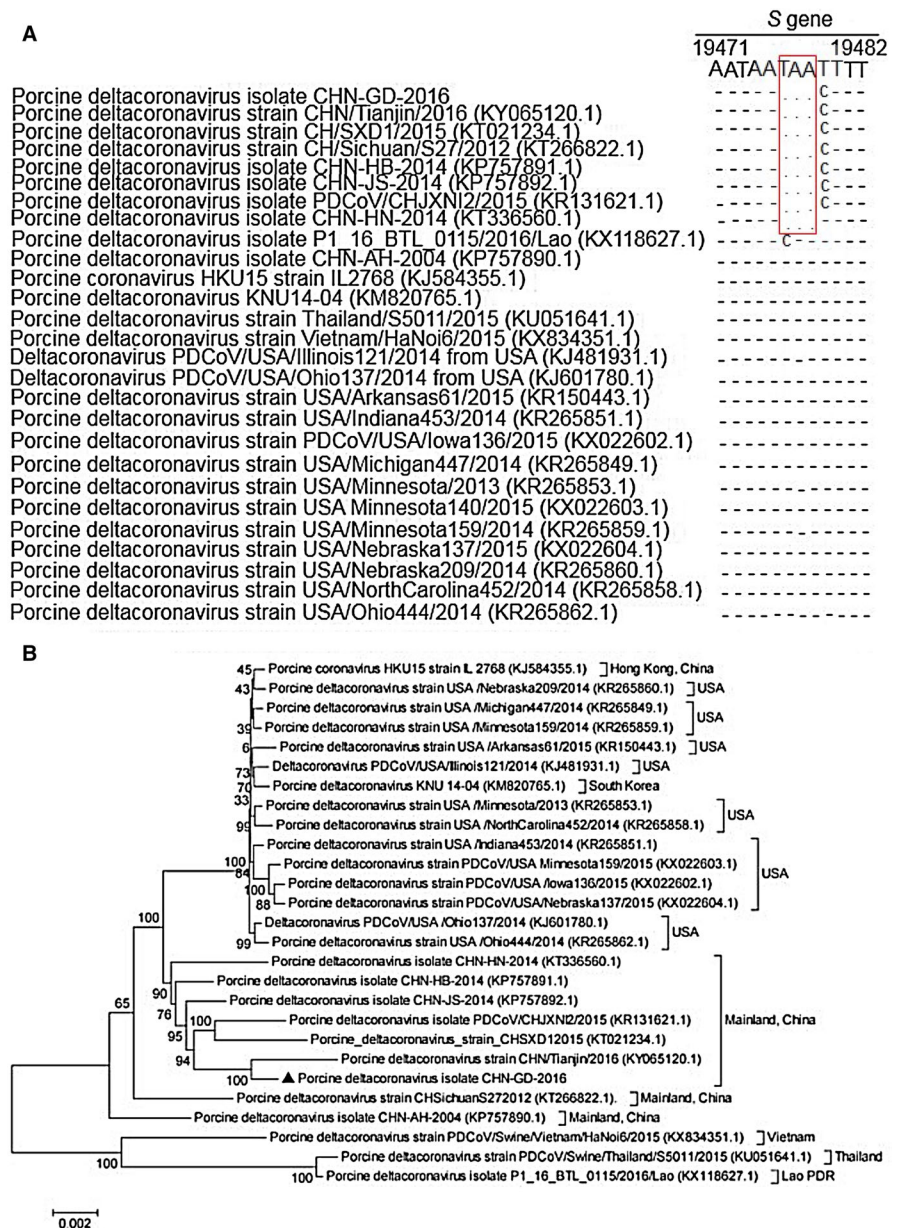 A
S gene
19471 19482
AATAATAATTTT
Porcine deltacoronavirus isolate CHN-GD-2016
Porcine deltacoronavirus strain CHN/Tianjin/2016 (KY065120.1)
Porcine deltacoronavirus strain CH/SXD1/2015 (KT021234.1)
Porcine deltacoronavirus strain CH/Sichuan/S27/2012 (KT266822.1)
Porcine deltacoronavirus isolate CHN-HB-2014 (KP757891.1)
Porcine deltacoronavirus isolate CHN-JS-2014 (KP757892.1)
Porcine deltacoronavirus isolate PDCoV/CHJXNI2/2015 (KR131621.1)
Porcine deltacoronavirus isolate CHN-HN-2014 (KT336560.1)
Porcine deltacoronavirus isolate P1_16_BTL_0115/2016/Lao (KX118627.1)
Porcine deltacoronavirus isolate CHN-AH-2004 (KP757890.1)
Porcine coronavirus HKU15 strain IL2768 (KJ584355.1)
Porcine deltacoronavirus KNU14-04 (KM820765.1)
Porcine deltacoronavirus strain Thailand/S5011/2015 (KU051641.1)
Porcine deltacoronavirus strain Vietnam/HaNoi6/2015 (KX834351.1)
Deltacoronavirus PDCoV/USA/Illinois121/2014 from USA (KJ481931.1)
Deltacoronavirus PDCoV/USA/Ohio137/2014 from USA (KJ601780.1)
Porcine deltacoronavirus strain USA/Arkansas61/2015 (KR150443.1)
Porcine deltacoronavirus strain USA/Indiana453/2014 (KR265851.1)
Porcine deltacoronavirus strain PDCoV/USA/Iowa136/2015 (KX022602.1)
Porcine deltacoronavirus strain USA/Michigan447/2014 (KR265849.1)
Porcine deltacoronavirus strain USA/Minnesota/2013 (KR265853.1)
Porcine deltacoronavirus strain USA Minnesota140/2015 (KX022603.1)
Porcine deltacoronavirus strain USA/Minnesota159/2014 (KR265859.1)
Porcine deltacoronavirus strain USA/Nebraska137/2015 (KX022604.1)
Porcine deltacoronavirus strain USA/Nebraska209/2014 (KR265860.1)
Porcine deltacoronavirus strain USA/NorthCarolina452/2014 (KR265858.1)
Porcine deltacoronavirus strain USA/Ohio444/2014 (KR265862.1)
C
C
C
C
C
C
C
C
B
45 Porcine coronavirus HKU15 strain IL 2768 (KJ584355.1) Hong Kong, China
43 Porcine deltacoronavirus strain USA /Nebraska209/2014 (KR265860.1) USA
Porcine deltacoronavirus strain USA /Michigan447/2014 (KR265849.1)
USA
39 Porcine deltacoronavirus strain USA /Minnesota159/2014 (KR265859.1)
6 Porcine deltacoronavirus strain USA /Arkansas61/2015 (KR150443.1) USA
73 Deltacoronavirus PDCoV/USA/Illinois121/2014 (KJ481931.1) USA
70 Porcine deltacoronavirus KNU 14-04 (KM820765.1) South Korea
33 Porcine deltacoronavirus strain USA /Minnesota/2013 (KR265853.1)
USA
99 Porcine deltacoronavirus strain USA /NorthCarolina452/2014 (KR265858.1)
Porcine deltacoronavirus strain USA /Indiana453/2014 (KR265851.1)
100 Porcine deltacoronavirus strain PDCoV/USA Minnesota159/2015 (KX022603.1)
84 USA
100 Porcine deltacoronavirus strain PDCoV/USA /Iowa136/2015 (KX022602.1)
88 Porcine deltacoronavirus strain PDCoV/USA/Nebraska137/2015 (KX022604.1)
Deltacoronavirus PDCoV/USA /Ohio137/2014 (KJ601780.1)
USA
99 Porcine deltacoronavirus strain USA /Ohio444/2014 (KR265862.1)
100
Porcine deltacoronavirus isolate CHN-HN-2014 (KT336560.1)
90 Porcine deltacoronavirus isolate CHN-HB-2014 (KP757891.1)
65 76 Porcine deltacoronavirus isolate CHN-JS-2014 (KP757892.1)
95 100 Porcine deltacoronavirus isolate PDCoV/CHJXNI2/2015 (KR131621.1) Mainland, China
Porcine_deltacoronavirus_strain_CHSXD12015 (KT021234.1)
94 Porcine deltacoronavirus strain CHN/Tianjin/2016 (KY065120.1)
100 Porcine deltacoronavirus isolate CHN-GD-2016
Porcine deltacoronavirus strain CHSichuanS272012 (KT266822.1). Mainland, China
Porcine deltacoronavirus isolate CHN-AH-2004 (KP757890.1) Mainland, China
Porcine deltacoronavirus strain PDCoV/Swine/Vietnam/HaNoi6/2015 (KX834351.1) Vietnam
100 Porcine deltacoronavirus strain PDCoV/Swine/Thailand/S5011/2015 (KU051641.1) Thailand
100 Porcine deltacoronavirus isolate P1_16_BTL_0115/2016/Lao (KX118627.1) Lao PDR
0.002